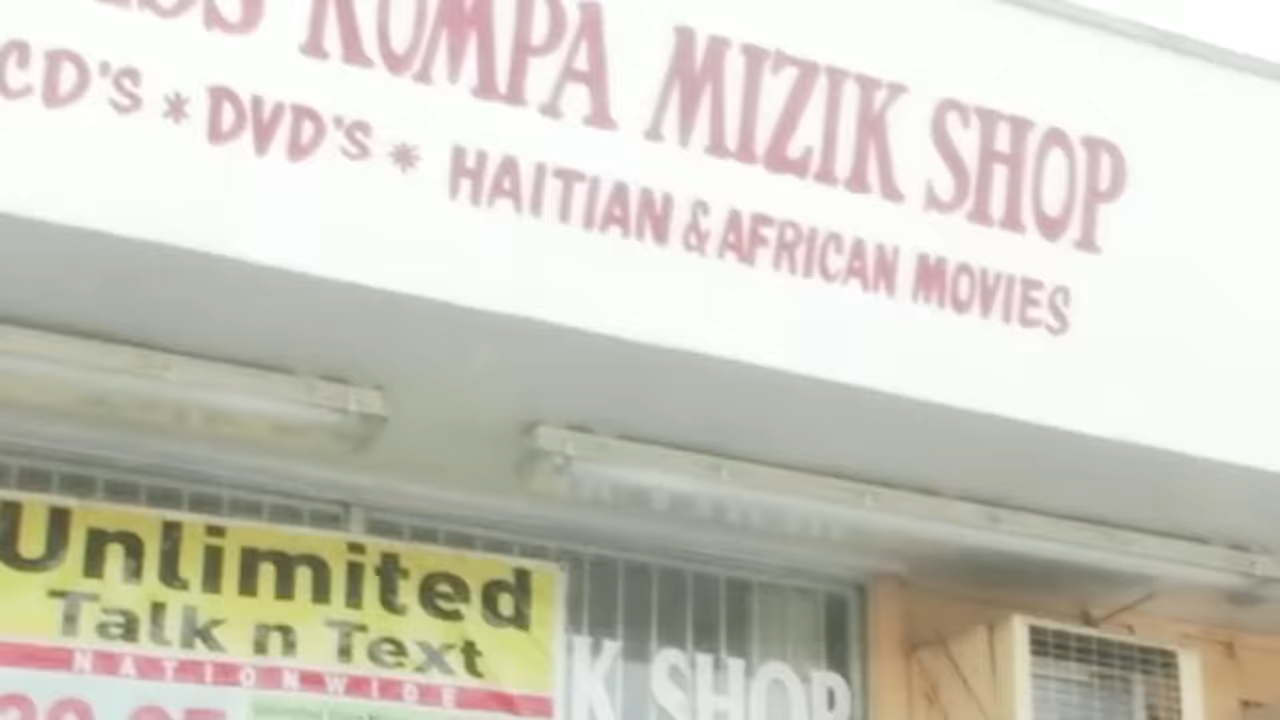 KOMPA MIZIK SHOP
CD'S * DVD'S * HAITIAN & AFRICAN MOVIES
Unlimited
Talk n Text
NATIONWIDE
K SHOP